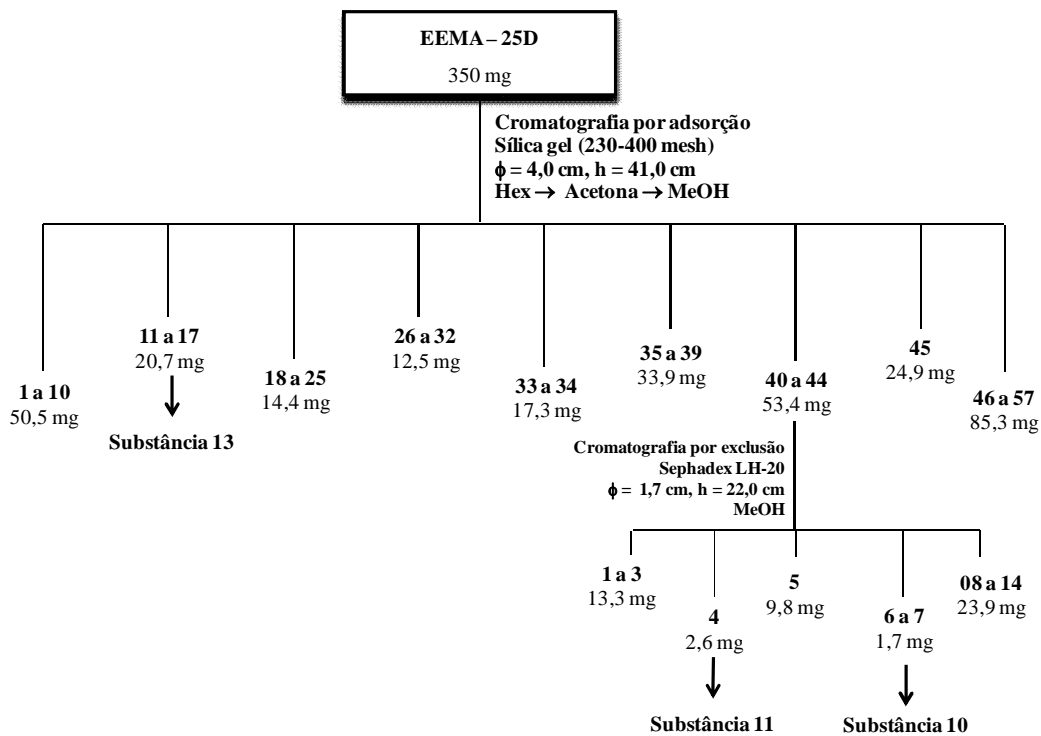 EEMA – 25D
350 mg
Cromatografia por adsorção
Sílica gel (230-400 mesh)
ϕ = 4,0 cm, h = 41,0 cm
Hex → Acetona → MeOH
1 a 10
50,5 mg
11 a 17
20,7 mg
Substância 13
18 a 25
14,4 mg
26 a 32
12,5 mg
33 a 34
17,3 mg
35 a 39
33,9 mg
40 a 44
53,4 mg
45
24,9 mg
46 a 57
85,3 mg
Cromatografia por exclusão
Sephadex LH-20
ϕ = 1,7 cm, h = 22,0 cm
MeOH
1 a 3
13,3 mg
4
2,6 mg
Substância 11
5
9,8 mg
6 a 7
1,7 mg
Substância 10
08 a 14
23,9 mg